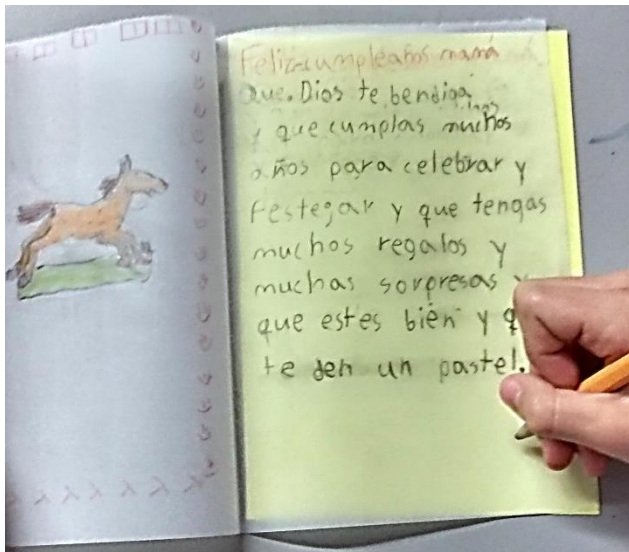 Feliz cumpleaños mamá
Que. Dios te bendiga
y que cumplas muchos
años para celebrar y
Festejar y que tengas
muchos regalos y
muchas sorpresas y
que estes bien y q
te den un pastel.